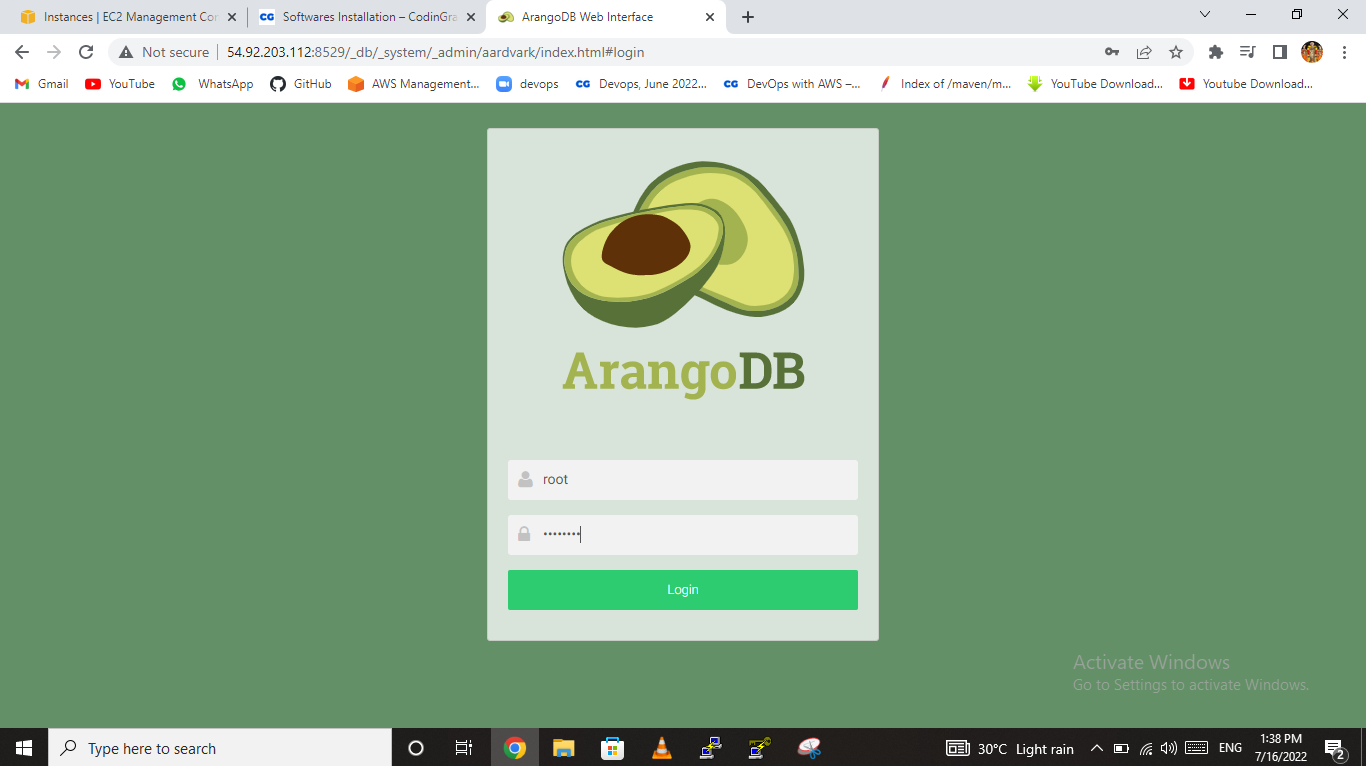 Instances | EC2 Management Con
Softwares Installation – CodinGra
ArangoDB Web Interface
Not secure
54.92.203.112:8529/_db/_system/_admin/aardvark/index.html#login
Gmail
YouTube
WhatsApp
GitHub
AWS Management...
devops
CG
Devops, June 2022...
CG
DevOps with AWS –...
Index of /maven/m...
YouTube Download...
Youtube Download...
ArangoDB
root
••••••••
Login
Activate Windows
Go to Settings to activate Windows.
Type here to search
30°C Light rain
ENG
1:38 PM
7/16/2022
2